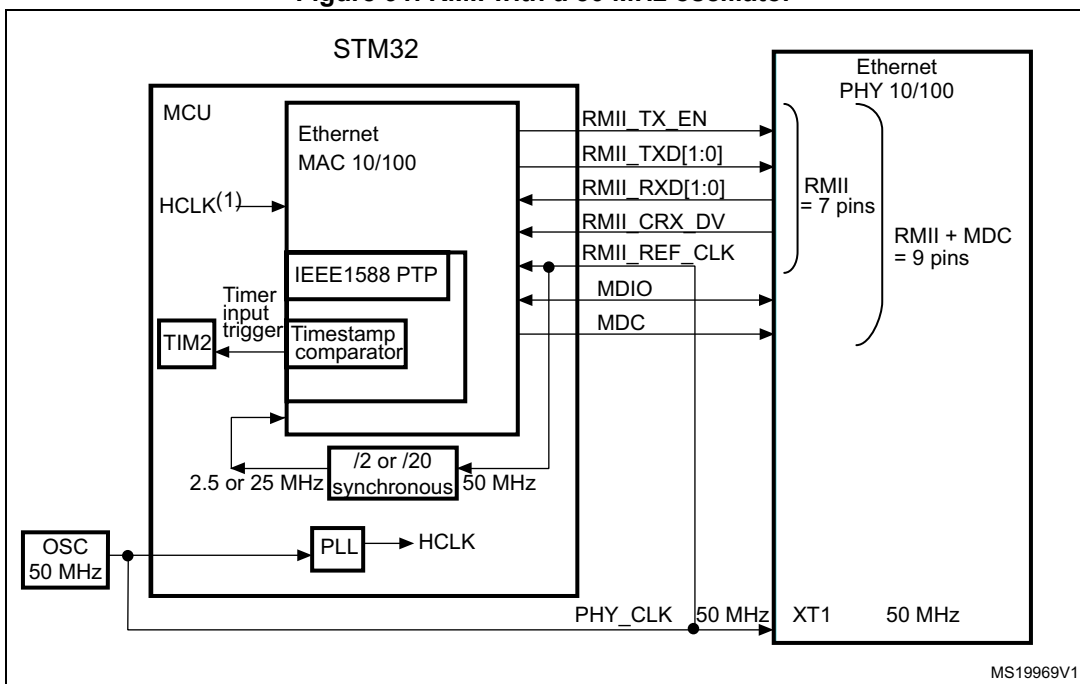 RMII with a 50 MHz oscillator
STM32
MCU
Ethernet
MAC 10/100
HCLK(1)
IEEE1588 PTP
Timer
input
trigger
TIM2
Timestamp
comparator
/2 or /20
synchronous
2.5 or 25 MHz
50 MHz
OSC
50 MHz
PLL
HCLK
RMII_TX_EN
RMII_TXD[1:0]
RMII_RXD[1:0]
RMII_CRX_DV
RMII_REF_CLK
MDIO
MDC
PHY_CLK
50 MHz
Ethernet
PHY 10/100
RMII
= 7 pins
RMII + MDC
= 9 pins
XT1
50 MHz
MS19969V1